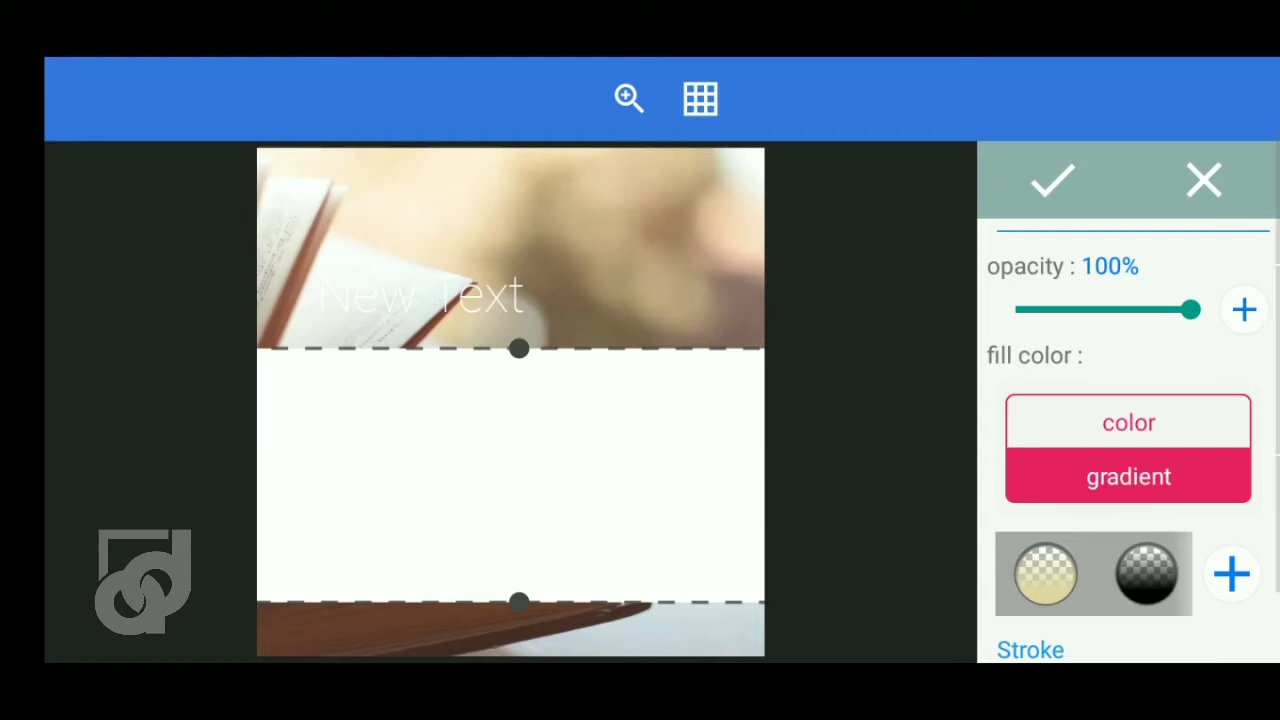 New Text
opacity : 100%
fill color :
color
gradient
Stroke